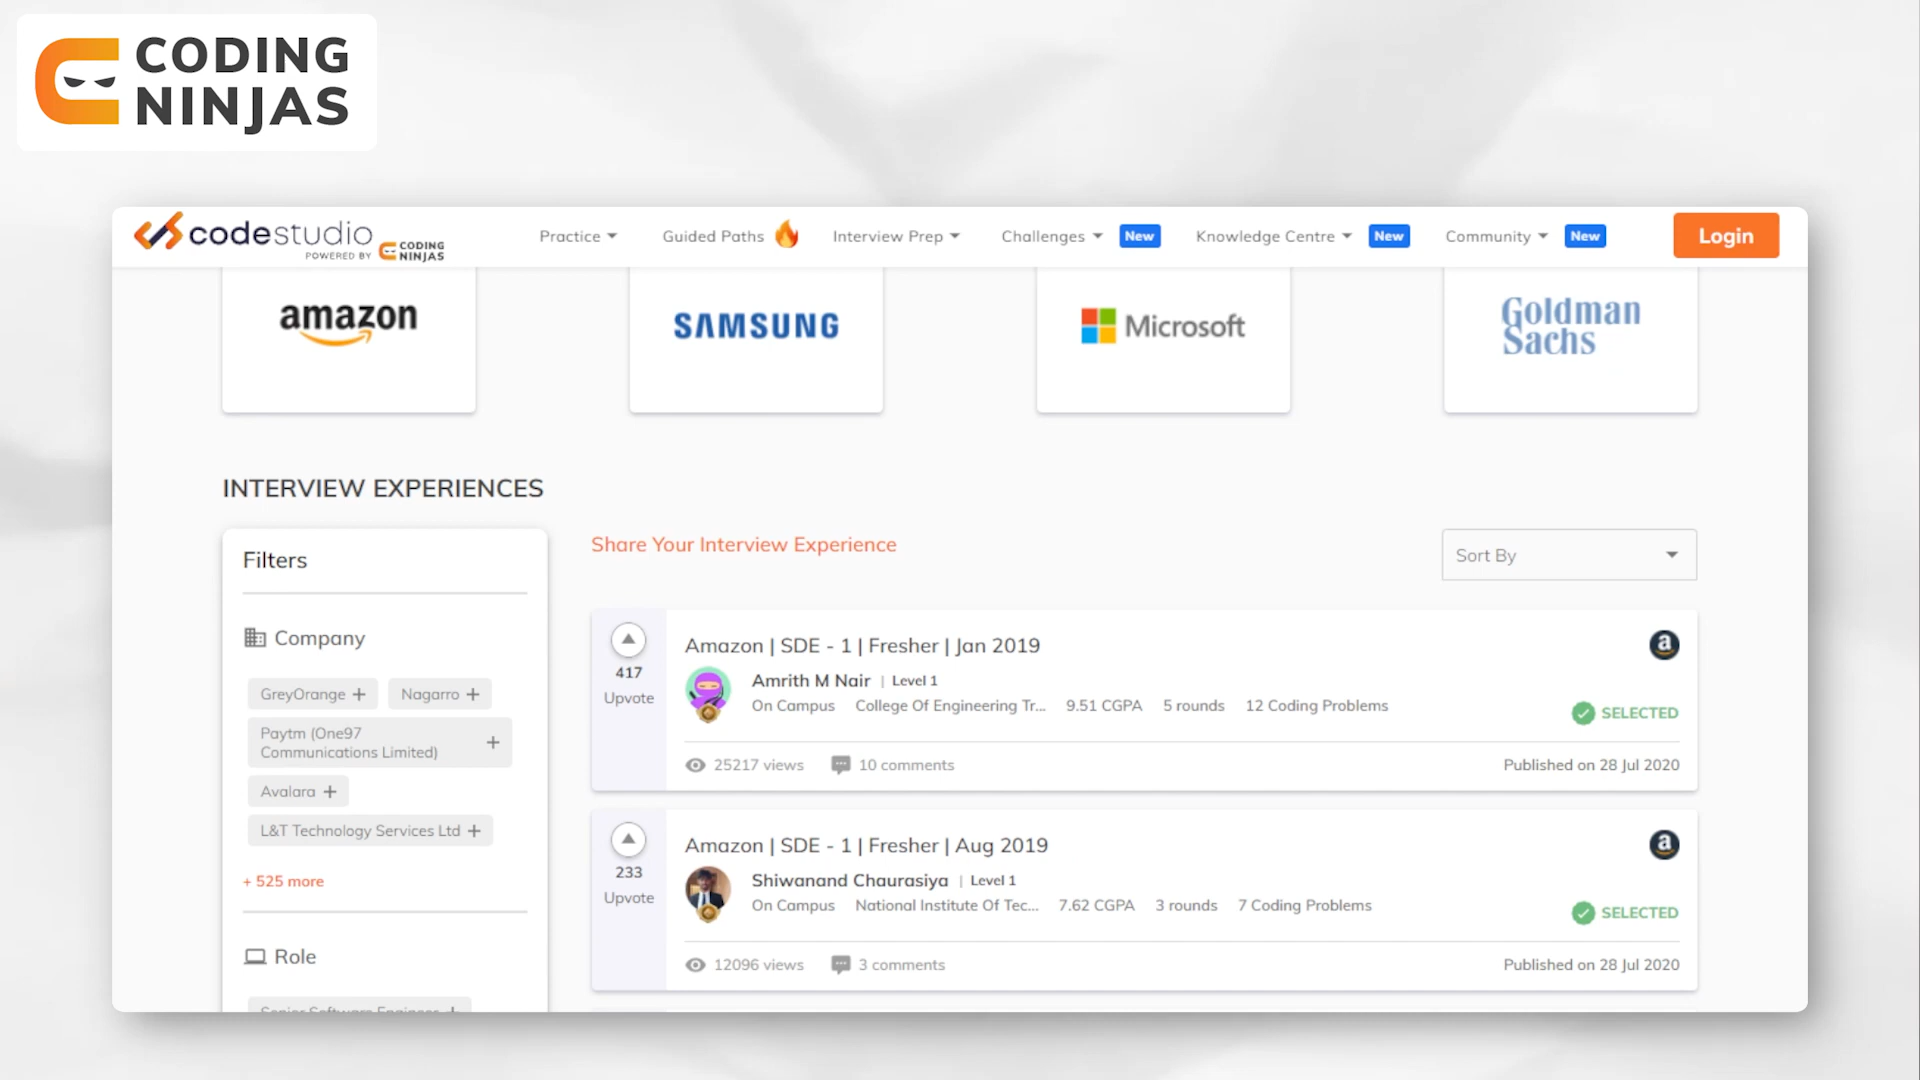 CODING
NINJAS
codestudio
POWERED BY CODING NINJAS
Practice
Guided Paths
Interview Prep
Challenges New
Knowledge Centre New
Community New
Login
amazon
SAMSUNG
Microsoft
Goldman
Sachs
INTERVIEW EXPERIENCES
Filters
Company
GreyOrange +
Nagarro +
Paytm (One97
Communications Limited) +
Avalara +
L&T Technology Services Ltd +
+ 525 more
Role
Senior Software Engineer +
Share Your Interview Experience
Sort By
417
Upvote
Amazon | SDE - 1 | Fresher | Jan 2019
a
Amrith M Nair | Level 1
On Campus College Of Engineering Tr... 9.51 CGPA 5 rounds 12 Coding Problems
SELECTED
25217 views 10 comments
Published on 28 Jul 2020
233
Upvote
Amazon | SDE - 1 | Fresher | Aug 2019
a
Shiwanand Chaurasiya | Level 1
On Campus National Institute Of Tec... 7.62 CGPA 3 rounds 7 Coding Problems
SELECTED
12096 views 3 comments
Published on 28 Jul 2020